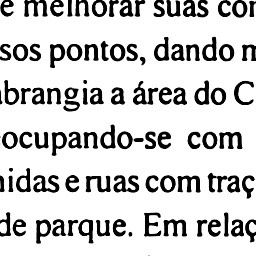 e melhorar suas con
sos pontos, dando m
abrangia a área do C
ocupando-se com
nidas e ruas com traç
de parque. Em relaç